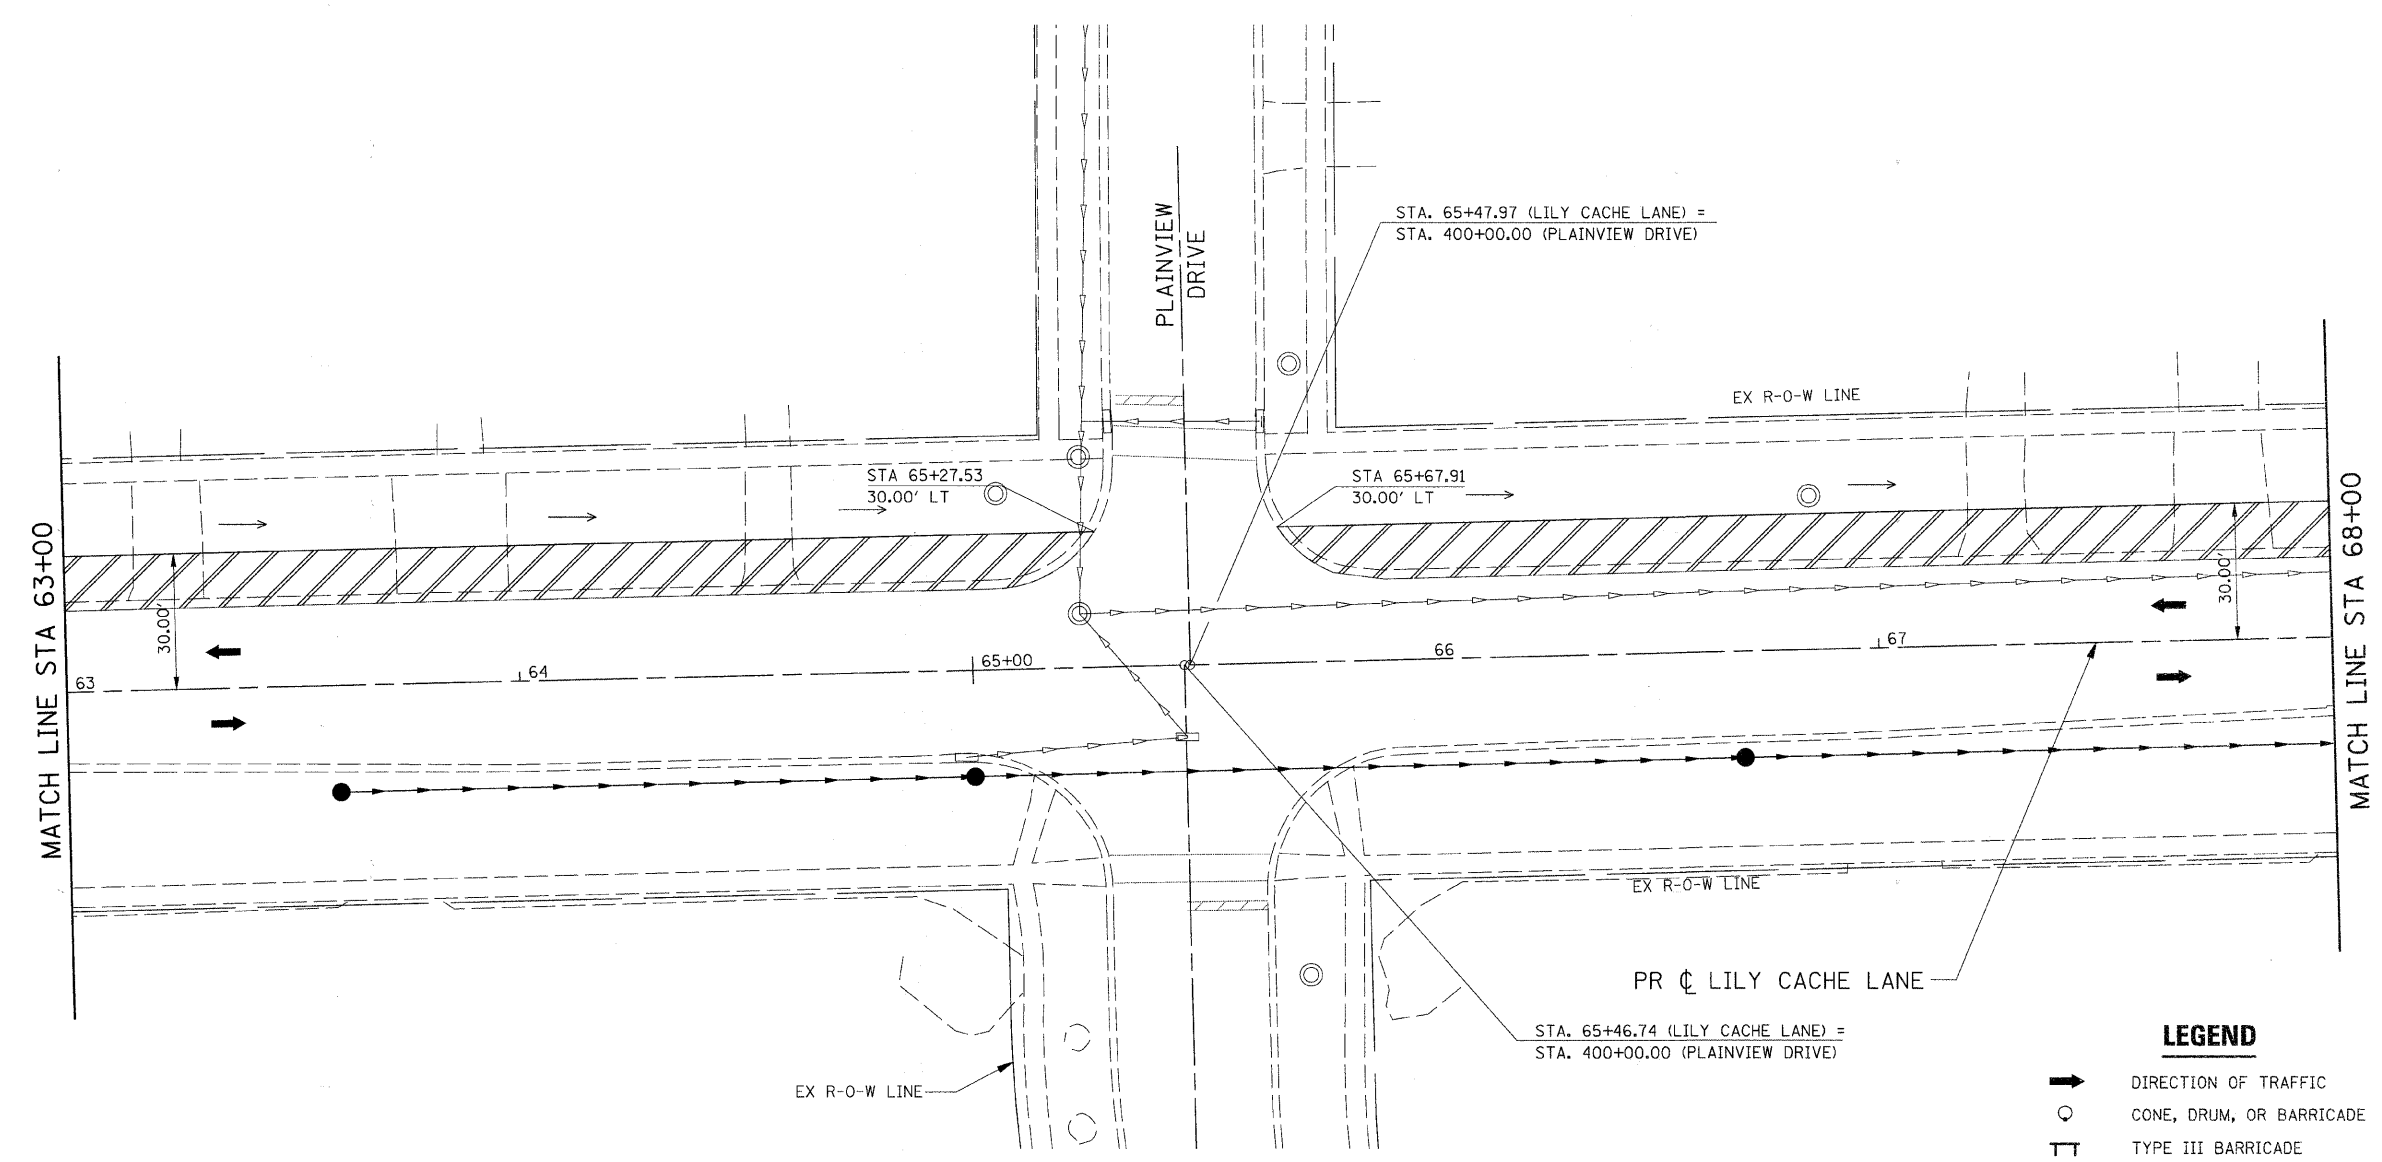 PLAINVIEW
DRIVE
STA. 65+47.97 (LILY CACHE LANE) =
STA. 400+00.00 (PLAINVIEW DRIVE)
EX R-O-W LINE
STA 65+27.53
30.00' LT
STA 65+67.91
30.00' LT
MATCH LINE STA 63+00
MATCH LINE STA 68+00
30.00'
30.00'
63
64
65+00
66
67
EX R-O-W LINE
PR ℄ LILY CACHE LANE
STA. 65+46.74 (LILY CACHE LANE) =
STA. 400+00.00 (PLAINVIEW DRIVE)
EX R-O-W LINE
LEGEND
DIRECTION OF TRAFFIC
CONE, DRUM, OR BARRICADE
TYPE III BARRICADE